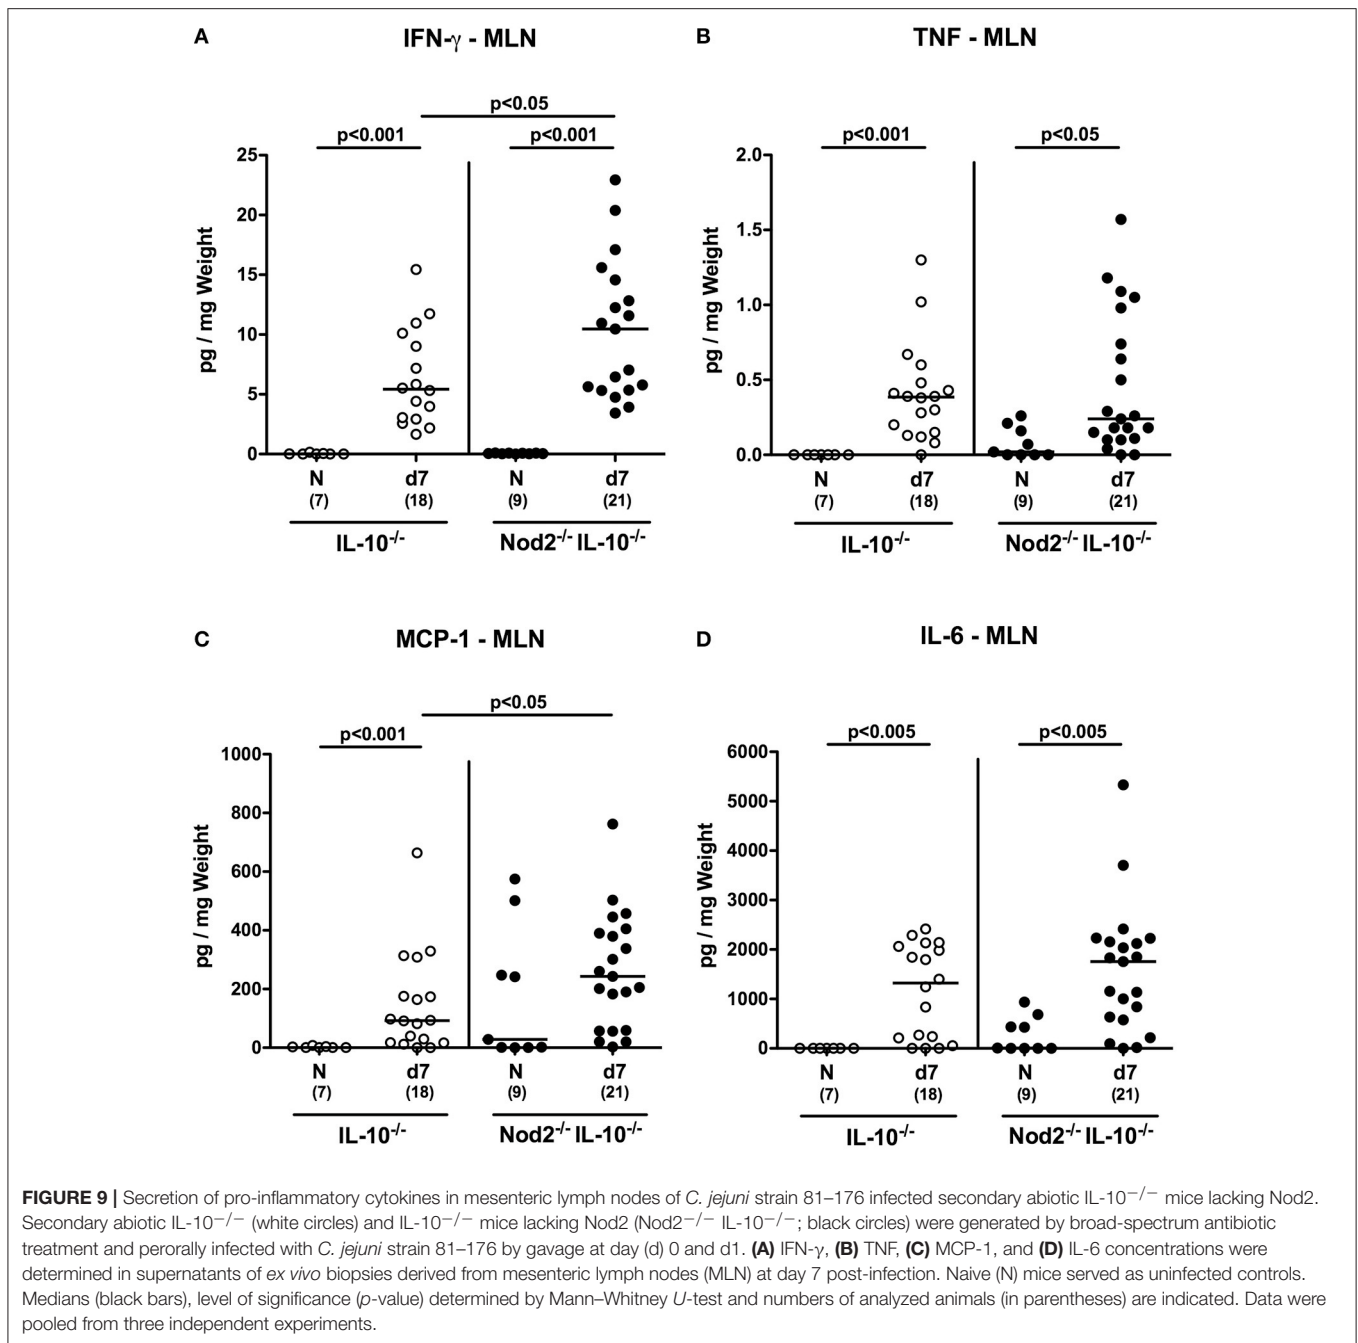 A
IFN-γ - MLN
p<0.05
p<0.001
p<0.001
pg / mg Weight
25
20
15
10
5
0
N
d7
N
d7
(7)
(18)
(9)
(21)
IL-10-/-
Nod2-/- IL-10-/-
B
TNF - MLN
p<0.001
p<0.05
pg / mg Weight
2.0
1.5
1.0
0.5
0.0
N
d7
N
d7
(7)
(18)
(9)
(21)
IL-10-/-
Nod2-/- IL-10-/-
C
MCP-1 - MLN
p<0.05
p<0.001
pg / mg Weight
1000
800
600
400
200
0
N
d7
N
d7
(7)
(18)
(9)
(21)
IL-10-/-
Nod2-/- IL-10-/-
D
IL-6 - MLN
p<0.005
p<0.005
pg / mg Weight
6000
5000
4000
3000
2000
1000
0
N
d7
N
d7
(7)
(18)
(9)
(21)
IL-10-/-
Nod2-/- IL-10-/-
FIGURE 9 | Secretion of pro-inflammatory cytokines in mesenteric lymph nodes of C. jejuni strain 81–176 infected secondary abiotic IL-10−/− mice lacking Nod2.
Secondary abiotic IL-10−/− (white circles) and IL-10−/− mice lacking Nod2 (Nod2−/− IL-10−/−; black circles) were generated by broad-spectrum antibiotic
treatment and perorally infected with C. jejuni strain 81–176 by gavage at day (d) 0 and d1. (A) IFN-γ, (B) TNF, (C) MCP-1, and (D) IL-6 concentrations were
determined in supernatants of ex vivo biopsies derived from mesenteric lymph nodes (MLN) at day 7 post-infection. Naive (N) mice served as uninfected controls.
Medians (black bars), level of significance (p-value) determined by Mann–Whitney U-test and numbers of analyzed animals (in parentheses) are indicated. Data were
pooled from three independent experiments.